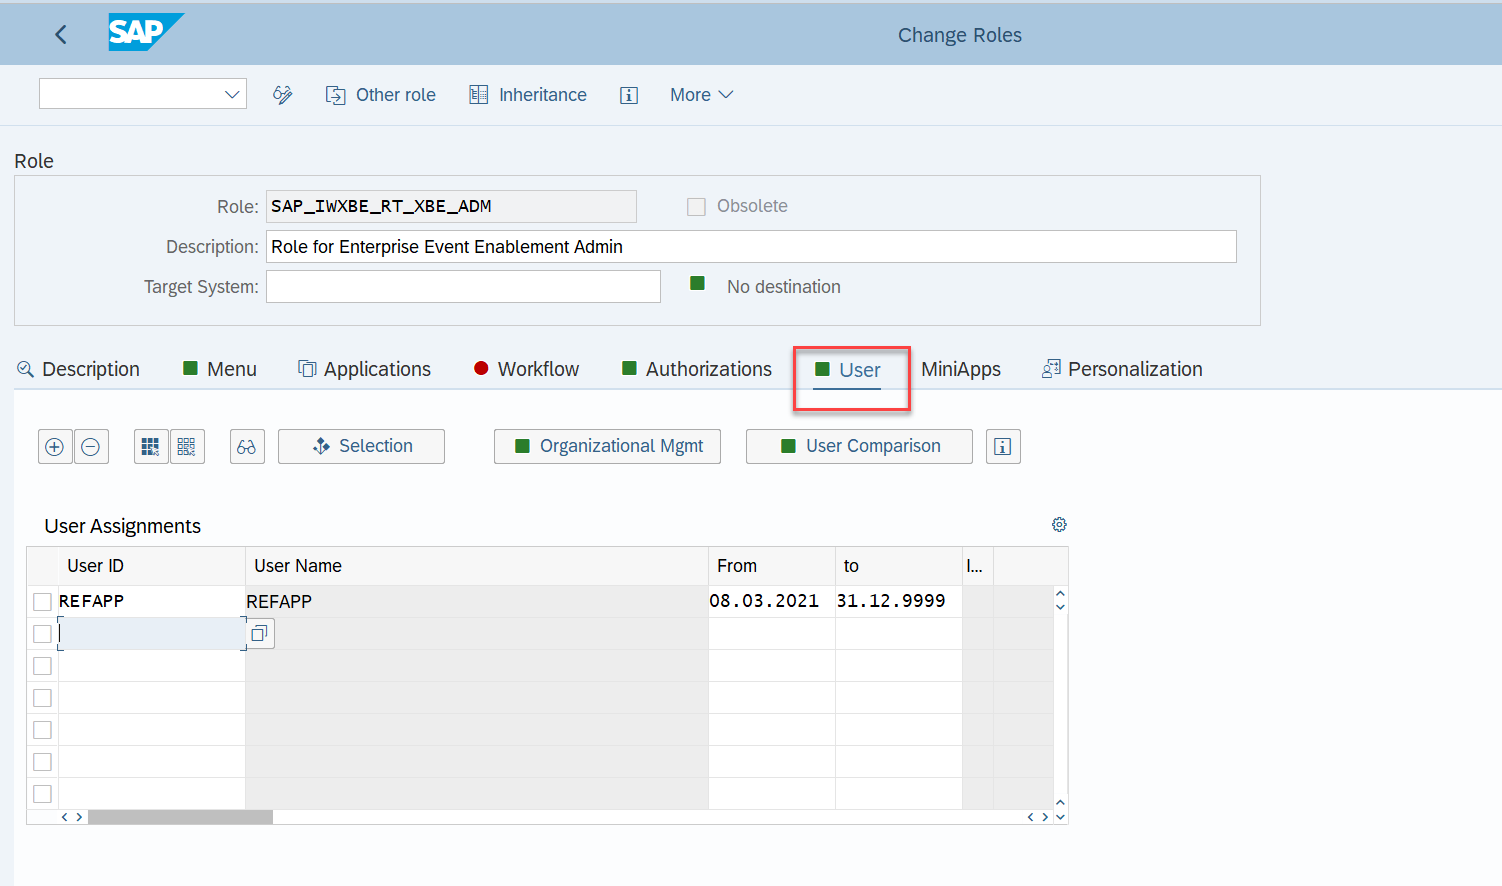 SAP
Change Roles
Other role
Inheritance
More
Role
Role: SAP_IWXBE_RT_XBE_ADM
Obsolete
Description: Role for Enterprise Event Enablement Admin
Target System:
No destination
Description Menu Applications Workflow Authorizations User MiniApps Personalization
Selection
Organizational Mgmt
User Comparison
User Assignments
User ID User Name From to I...
REFAPP REFAPP 08.03.2021 31.12.9999